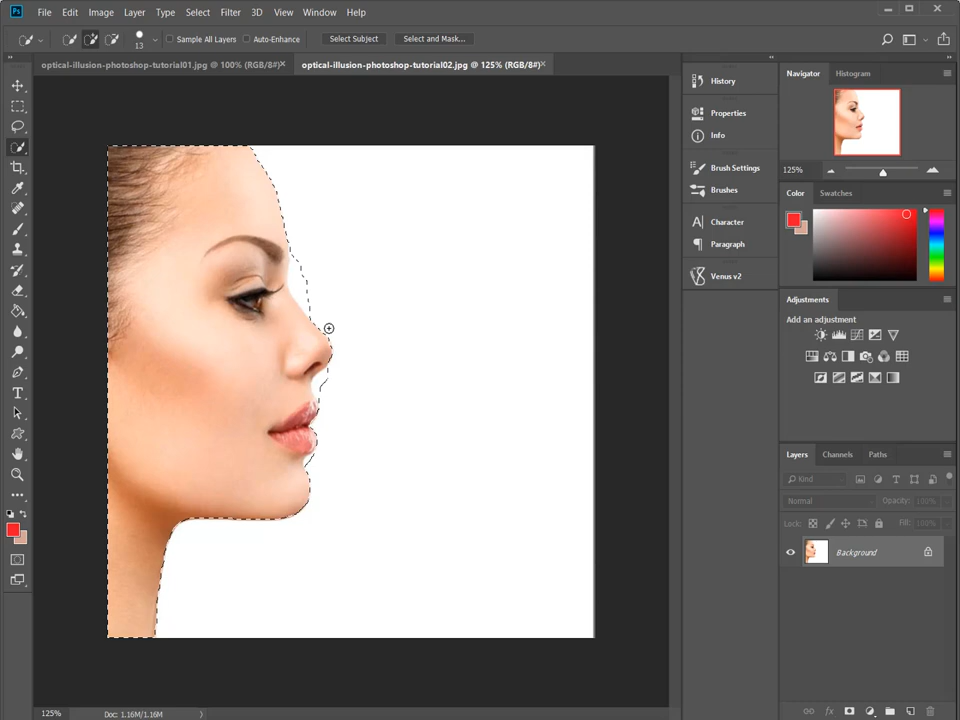 Ps File Edit Image Layer Type Select Filter 3D View Window Help
13 Sample All Layers Auto-Enhance Select Subject Select and Mask...
optical-illusion-photoshop-tutorial01.jpg @ 100% (RGB/8#) × optical-illusion-photoshop-tutorial02.jpg @ 125% (RGB/8#) ×
History
Properties
Info
Brush Settings
Brushes
Character
Paragraph
Venus v2
Navigator Histogram
125%
Color Swatches
Adjustments
Add an adjustment
Layers Channels Paths
Kind
Normal Opacity: 100%
Lock: Fill: 100%
Background
125% Doc: 1.16M/1.16M